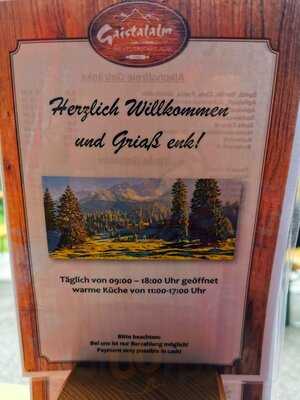 Gaistalalm
Herzlich Willkommen
und Griaß enk!
Täglich von 09:00 – 18:00 Uhr geöffnet
warme Küche von 11:00-17:00 Uhr
Bitte beachten:
Bei uns ist nur Barzahlung möglich!
Payment only possible in cash!